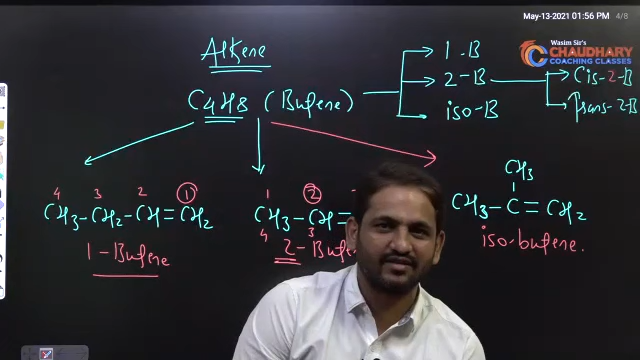 May-13-2021 01:56 PM 4/8
Wasim Sir's
CHAUDHARY
COACHING CLASSES
Alkene
C4H8 (Butene)
1-B
2-B
iso-B
Cis-2-B
Trans-2-B
4 3 2 1
CH3-CH2-CH=CH2
1-Butene
1 2
CH3-CH=
4 3
2-Bute
CH3
CH3-C=CH2
iso-butene.